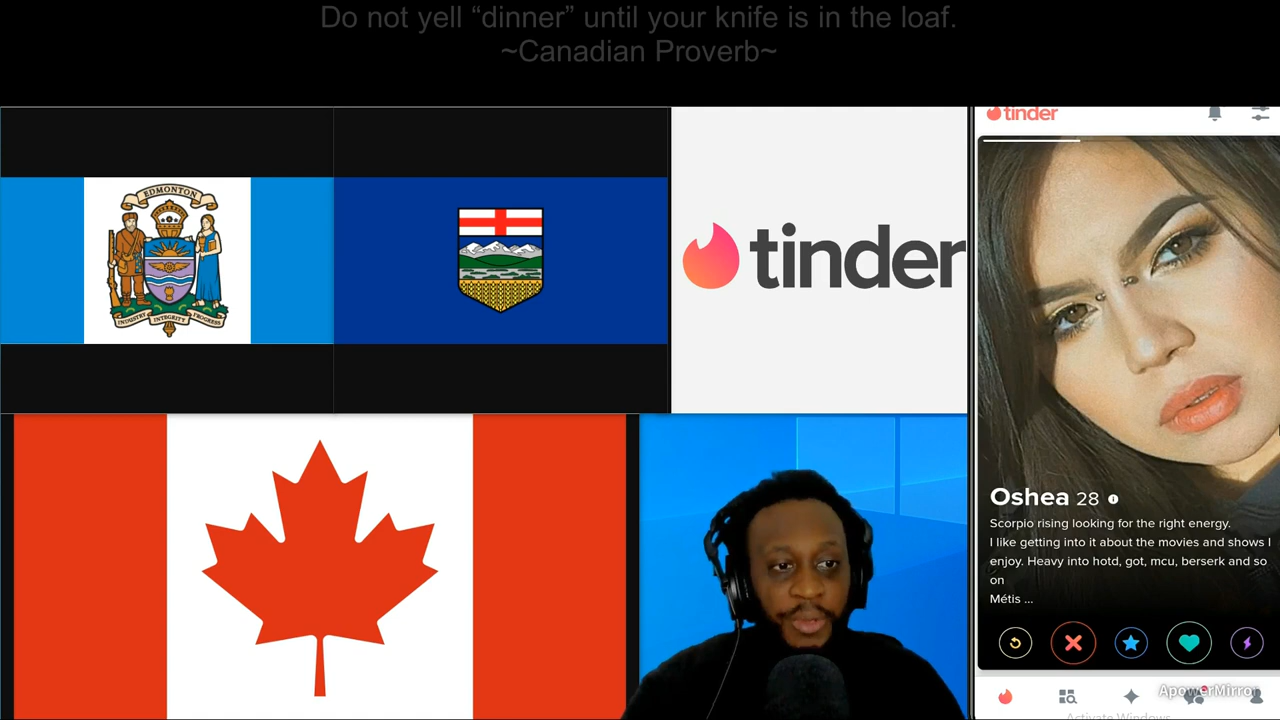 Do not yell “dinner” until your knife is in the loaf.
~Canadian Proverb~
EDMONTON
INDUSTRY INTEGRITY PROGRESS
tinder
tinder
Oshea 28
Scorpio rising looking for the right energy.
I like getting into it about the movies and shows I
enjoy. Heavy into hotd, got, mcu, berserk and so
on
Métis ...
ApowerMirror
Activate Windows